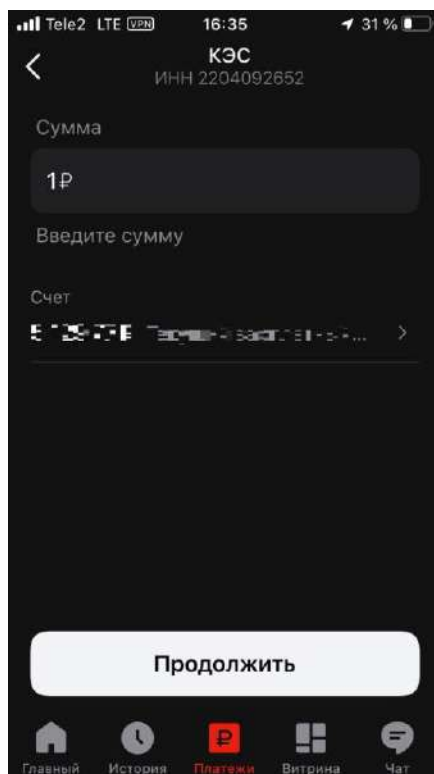 Tele2 LTE VPN 16:35 31 %
КЭС
ИНН 2204092652
Сумма
1₽
Введите сумму
Счет
Продолжить
Главный История Платежи Витрина Чат